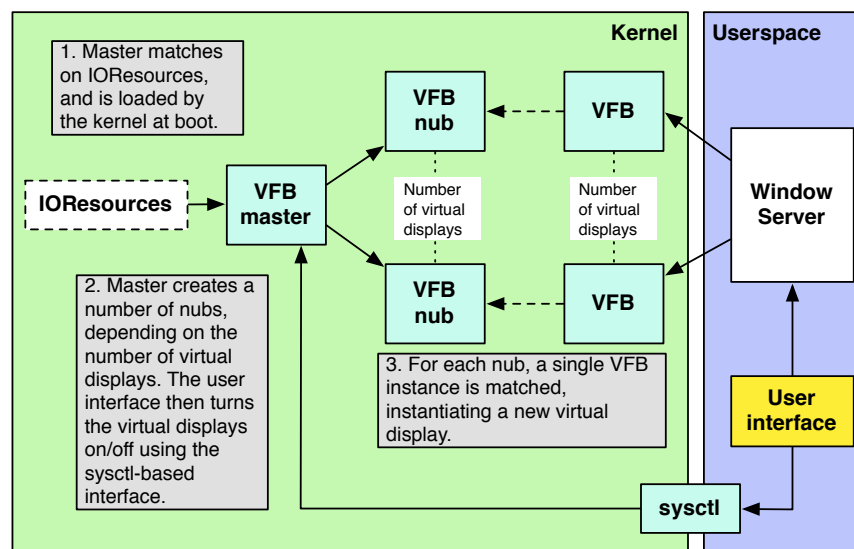 Kernel
Userspace
1. Master matches
on IOResources,
and is loaded by
the kernel at boot.
VFB
nub
VFB
IOResources
VFB
master
Number
of virtual
displays
Number
of virtual
displays
Window
Server
VFB
nub
VFB
2. Master creates a
number of nubs,
depending on the
number of virtual
displays. The user
interface then turns
the virtual displays
on/off using the
sysctl-based
interface.
3. For each nub, a single VFB
instance is matched,
instantiating a new virtual
display.
User
interface
sysctl